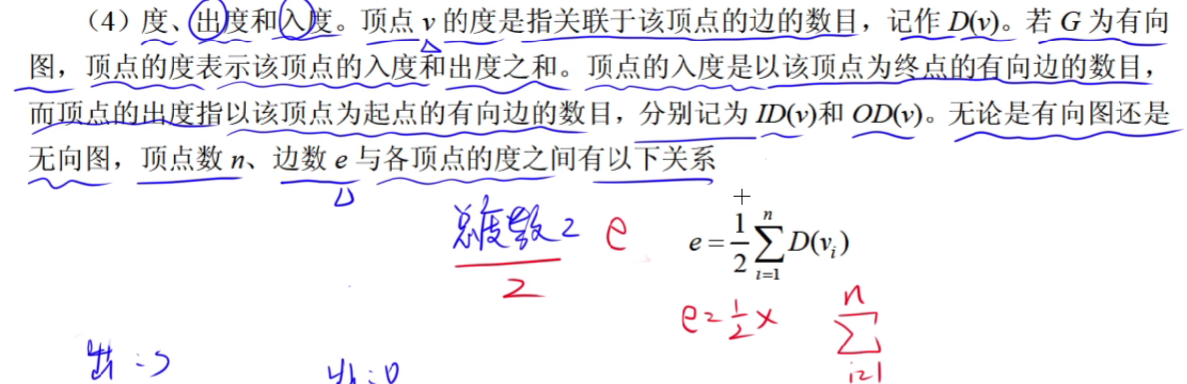 （4）度、出度和入度。顶点 v 的度是指关联于该顶点的边的数目，记作 D(v)。若 G 为有向
图，顶点的度表示该顶点的入度和出度之和。顶点的入度是以该顶点为终点的有向边的数目，
而顶点的出度指以该顶点为起点的有向边的数目，分别记为 ID(v)和 OD(v)。无论是有向图还是
无向图，顶点数 n、边数 e 与各顶点的度之间有以下关系
总度数 = e
2
e = 1/2 ∑_{i=1}^{n} D(v_i)
e = 1/2 × ∑_{i=1}^{n}
出:
出:0